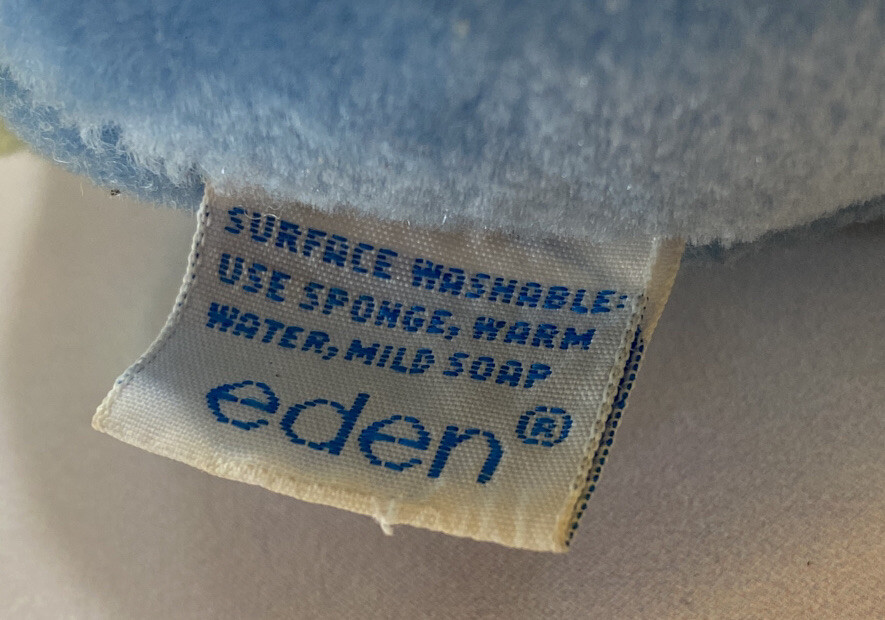 SURFACE WASHABLE:
USE SPONGE, WARM
WATER, MILD SOAP
eden®